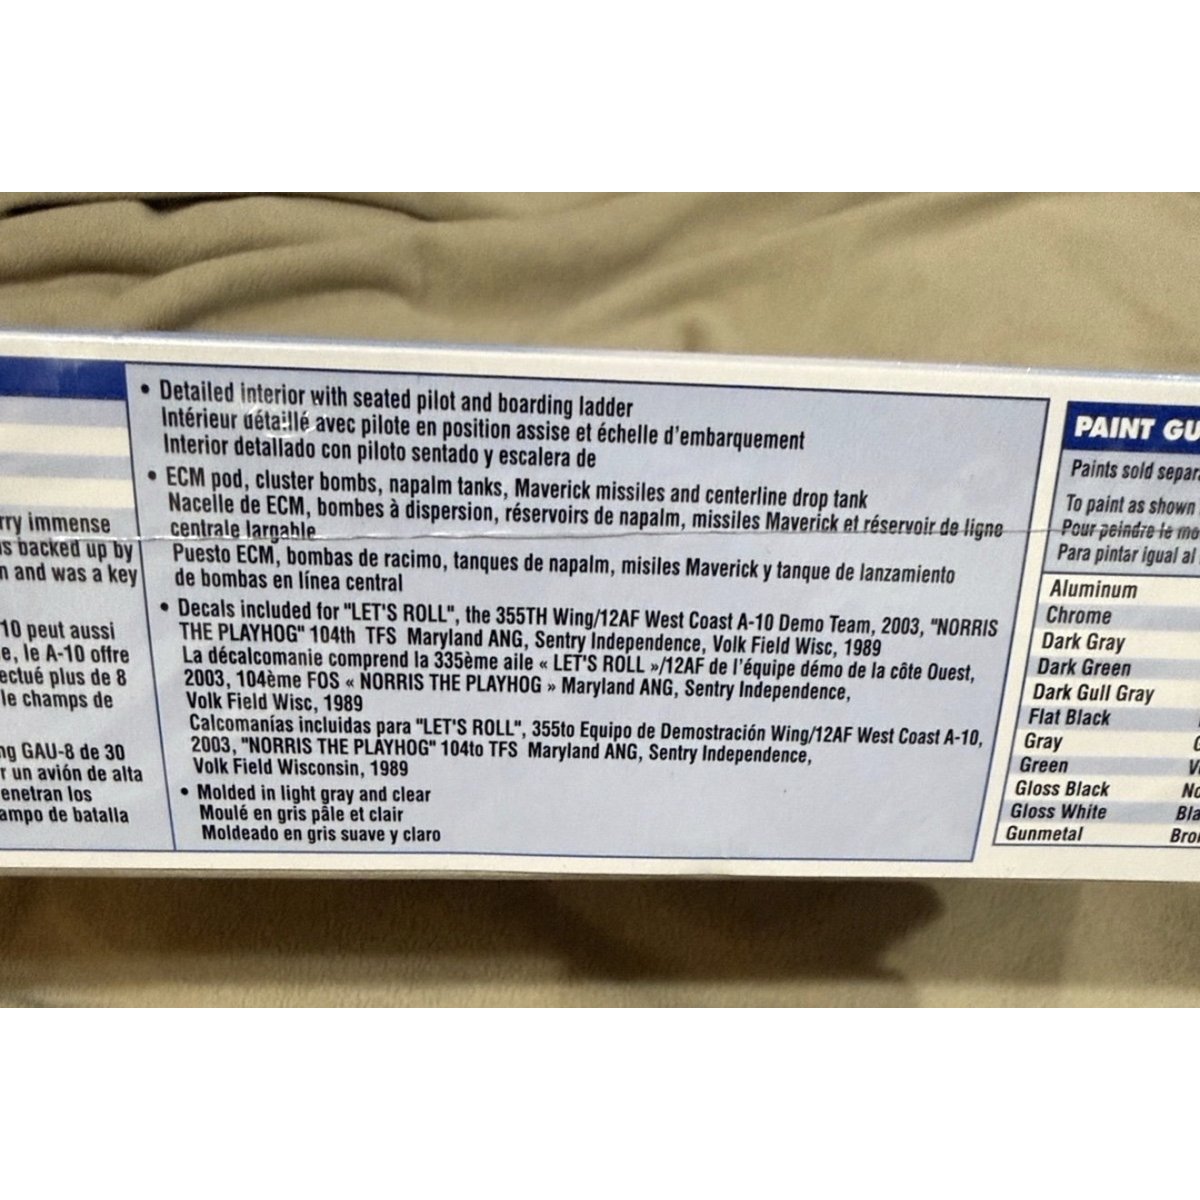 rry immense
s backed up by
n and was a key
10 peut aussi
e, le A-10 offre
ectué plus de 8
le champs de
ng GAU-8 de 30
r un avión de alta
enetran los
ampo de batalla
• Detailed interior with seated pilot and boarding ladder
Intérieur détaillé avec pilote en position assise et échelle d'embarquement
Interior detallado con piloto sentado y escalera de
• ECM pod, cluster bombs, napalm tanks, Maverick missiles and centerline drop tank
Nacelle de ECM, bombes à dispersion, réservoirs de napalm, missiles Maverick et réservoir de ligne
centrale largable
Puesto ECM, bombas de racimo, tanques de napalm, misiles Maverick y tanque de lanzamiento
de bombas en línea central
• Decals included for "LET'S ROLL", the 355TH Wing/12AF West Coast A-10 Demo Team, 2003, "NORRIS
THE PLAYHOG" 104th TFS Maryland ANG, Sentry Independence, Volk Field Wisc, 1989
La décalcomanie comprend la 335ème aile « LET'S ROLL »/12AF de l'équipe démo de la côte Ouest,
2003, 104ème FOS « NORRIS THE PLAYHOG » Maryland ANG, Sentry Independence,
Volk Field Wisc, 1989
Calcomanías incluidas para "LET'S ROLL", 355to Equipo de Demostración Wing/12AF West Coast A-10,
2003, "NORRIS THE PLAYHOG" 104to TFS Maryland ANG, Sentry Independence,
Volk Field Wisconsin, 1989
• Molded in light gray and clear
Moulé en gris pâle et clair
Moldeado en gris suave y claro
PAINT GU
Paints sold separ
To paint as shown
Pour peindre le mo
Para pintar igual al
Aluminum
Chrome
Dark Gray
Dark Green
Dark Gull Gray
Flat Black
Gray G
Green V
Gloss Black No
Gloss White Bla
Gunmetal Bro